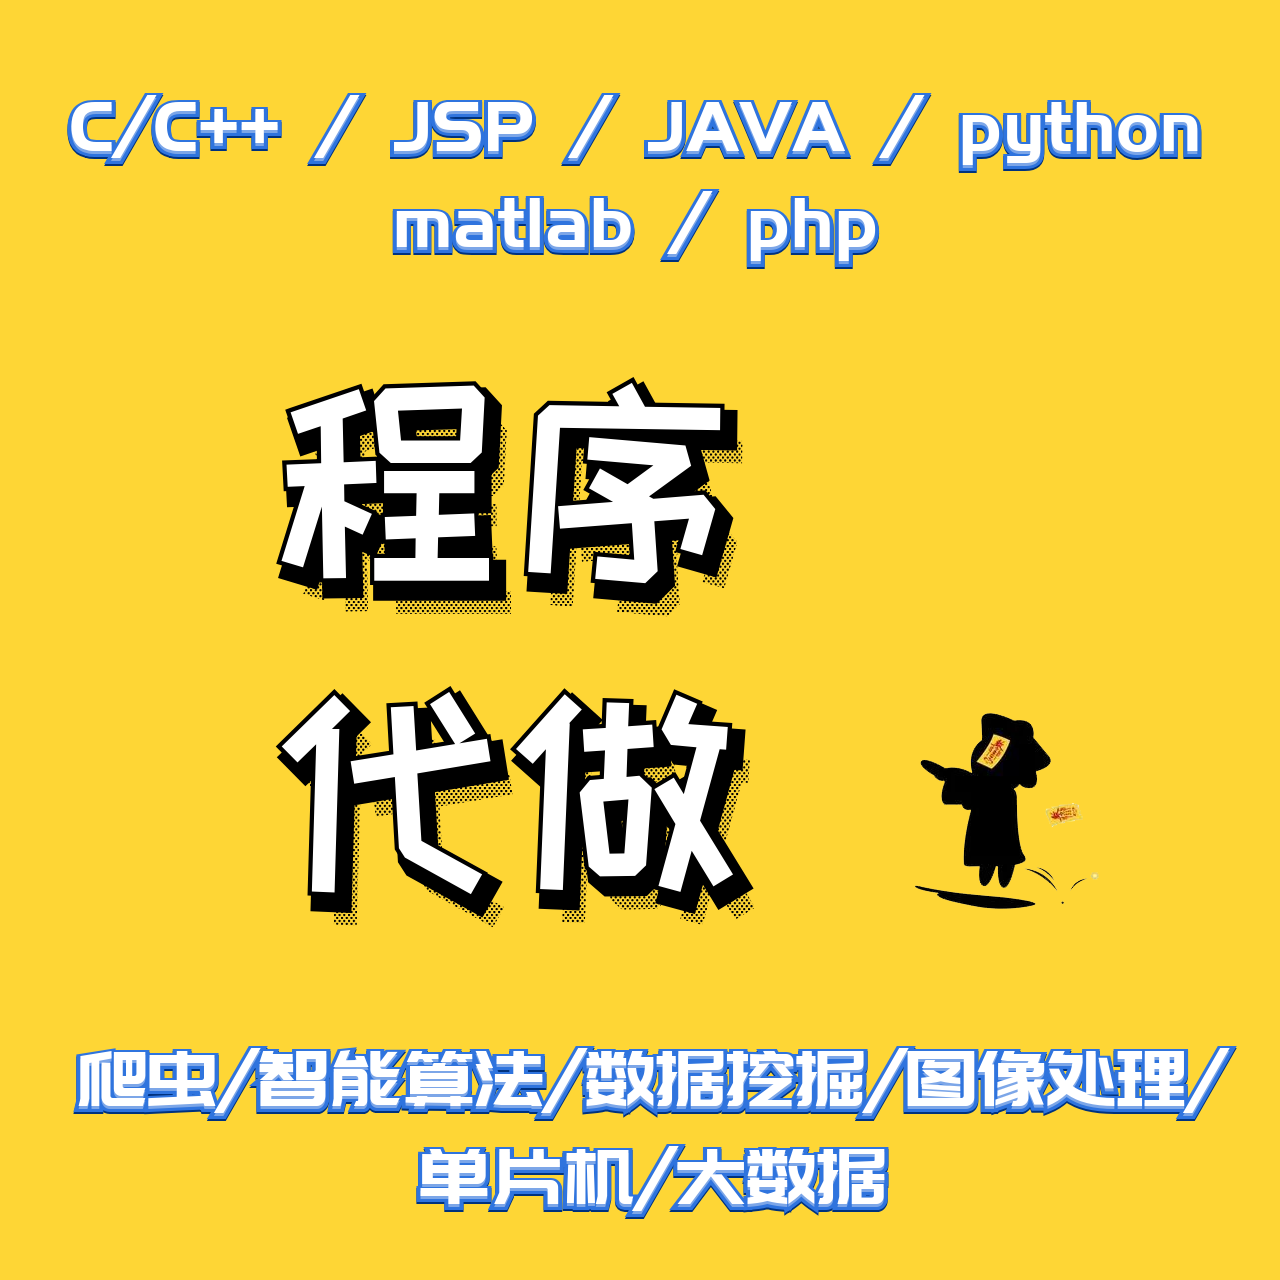 C/C++ / JSP / JAVA / python
matlab / php
程序
代做
爬虫/智能算法/数据挖掘/图像处理/
单片机/大数据